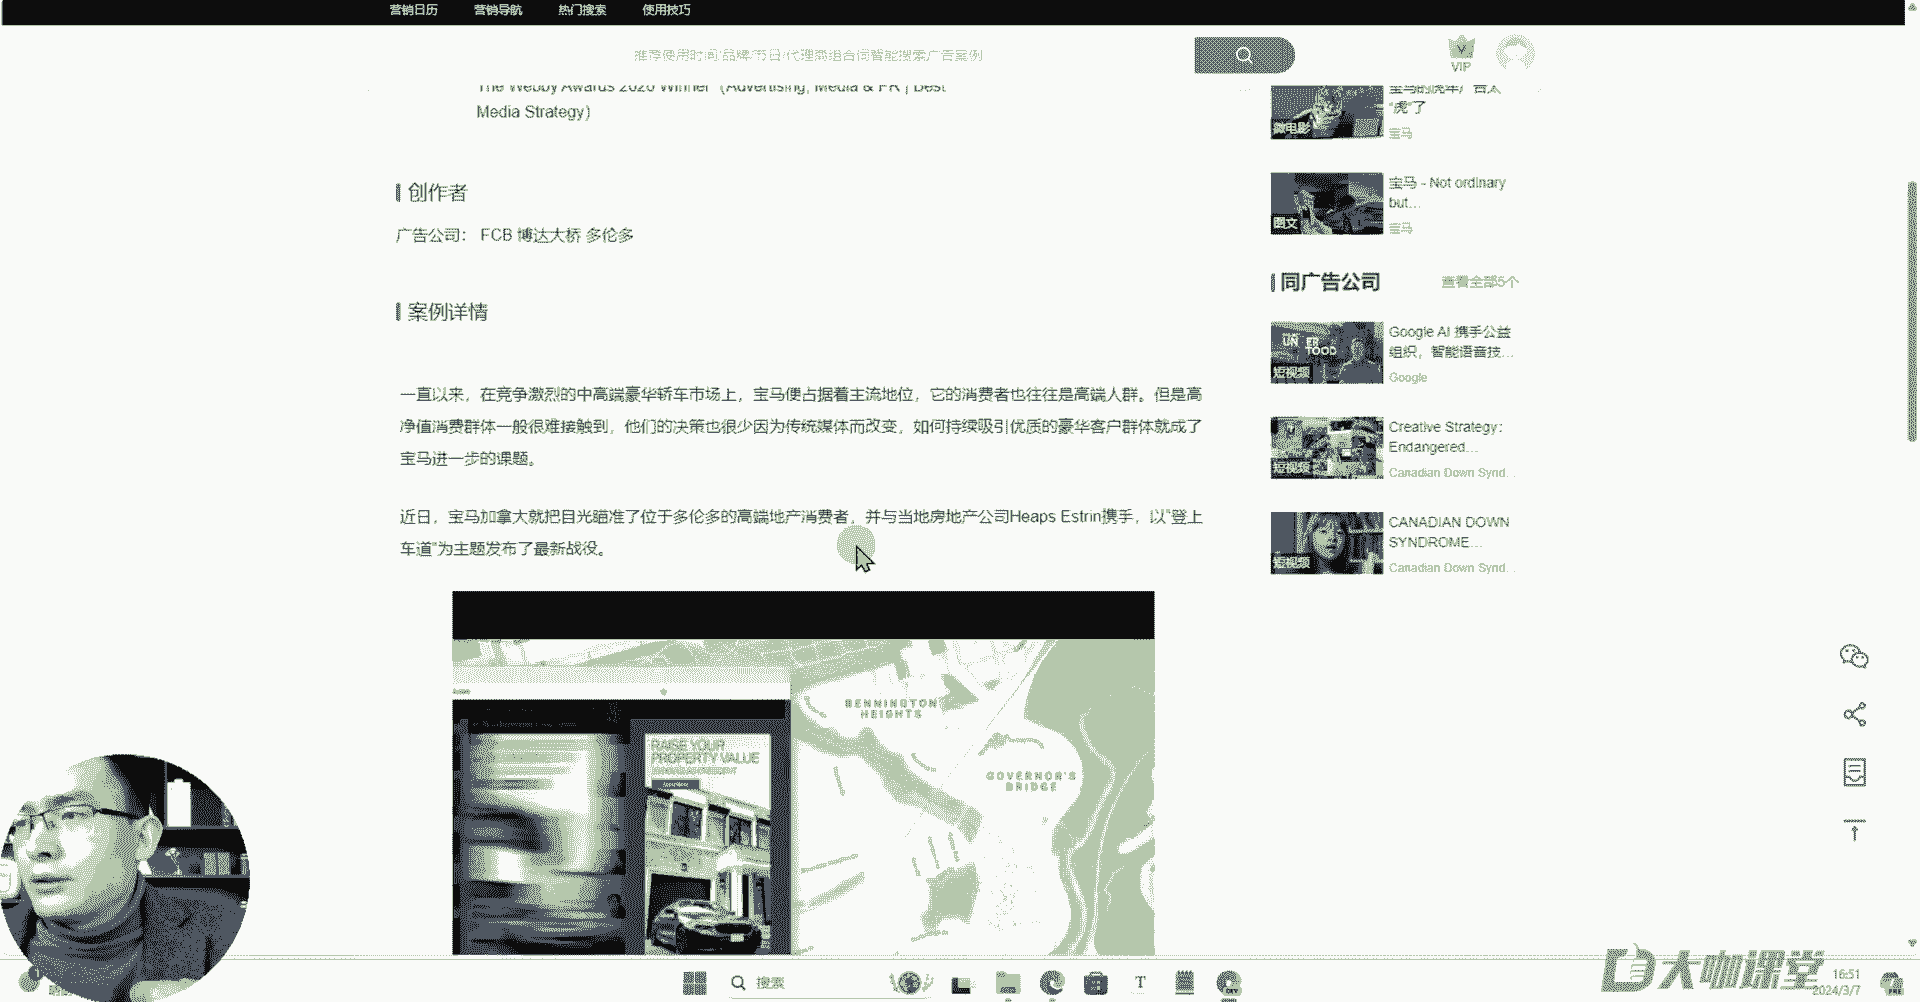 营销日历 营销导航 热门搜索 使用技巧
推荐使用时间/品牌/节日/代理商组合词智能搜索广告案例
VIP
The Webby Awards 2020 Winner（Advertising, Media & PR | Best
Media Strategy)
创作者
广告公司： FCB 博达大桥 多伦多
案例详情
一直以来，在竞争激烈的中高端豪华轿车市场上，宝马便占据着主流地位，它的消费者也往往是高端人群。但是高
净值消费群体一般很难接触到，他们的决策也很少因为传统媒体而改变，如何持续吸引优质的豪华客户群体就成了
宝马进一步的课题。
近日，宝马加拿大就把目光瞄准了位于多伦多的高端地产消费者，并与当地房地产公司Heaps Estrin携手，以“登上
车道”为主题发布了最新战役。
BENNINGTON
HEIGHTS
GOVERNOR'S
BRIDGE
RAISE YOUR
PROPERTY VALUE
宝马的虎年广告太
“虎”了
微电影
宝马
宝马 - Not ordinary
but...
图文
宝马
同广告公司
查看全部5个
Google AI 携手公益
组织，智能语音技...
短视频
Google
Creative Strategy:
Endangered...
短视频
Canadian Down Synd...
CANADIAN DOWN
SYNDROME...
短视频
Canadian Down Synd...
搜索
大咖课堂
16:51
2024/3/7